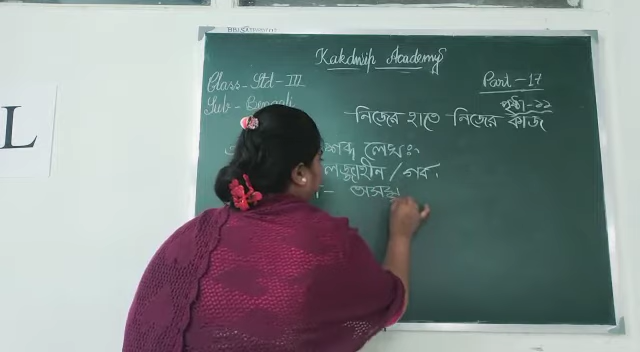 Kakdwip Academy
Class - Std - III
Part - 17
Sub - Bengali
পৃষ্ঠা - ২২
নিজের হাতে নিজের কাজ
শব্দ লেখঃ
লজ্জাহীন / গর্ব
L